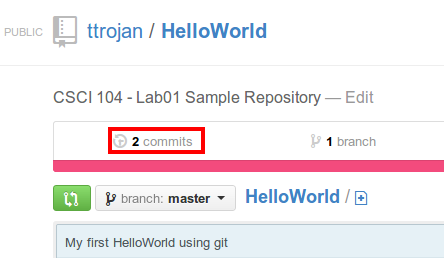 PUBLIC ttrojan / HelloWorld
CSCI 104 - Lab01 Sample Repository — Edit
2 commits 1 branch
branch: master HelloWorld /
My first HelloWorld using git